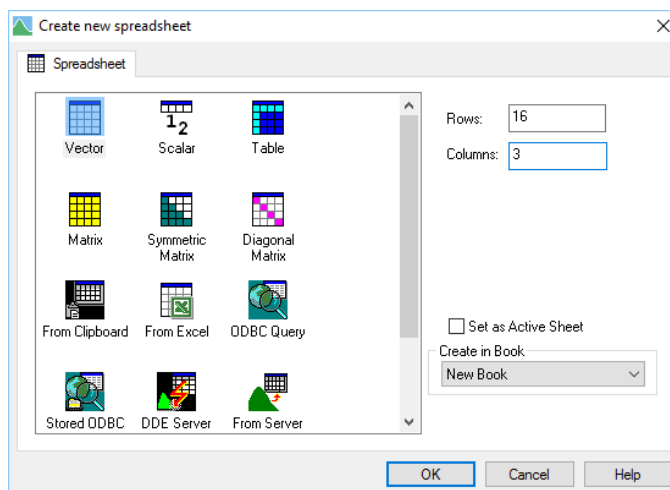 Create new spreadsheet
Spreadsheet
Vector Scalar Table
1 2
Rows: 16
Columns: 3
Matrix Symmetric Matrix Diagonal Matrix
From Clipboard From Excel ODBC Query
Set as Active Sheet
Create in Book
New Book
Stored ODBC DDE Server From Server
OK Cancel Help